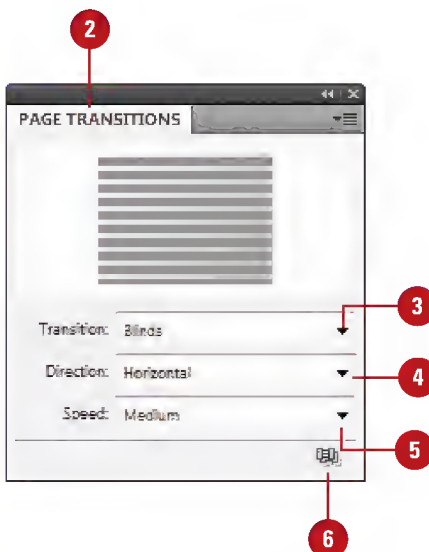 2
PAGE TRANSITIONS
Transition: Blinds
3
Direction: Horizontal
4
Speed: Medium
5
6